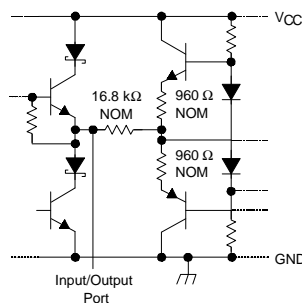 VCC
16.8 kΩ
NOM
960 Ω
NOM
960 Ω
NOM
GND
Input/Output
Port